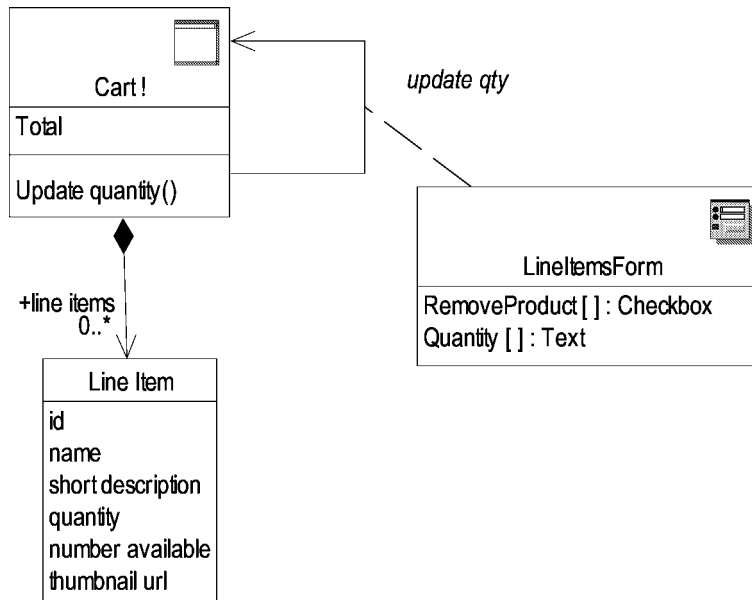 Cart !
Total
Update quantity()
update qty
LineItemsForm
RemoveProduct [ ] : Checkbox
Quantity [ ] : Text
+line items
0..*
Line Item
id
name
short description
quantity
number available
thumbnail url